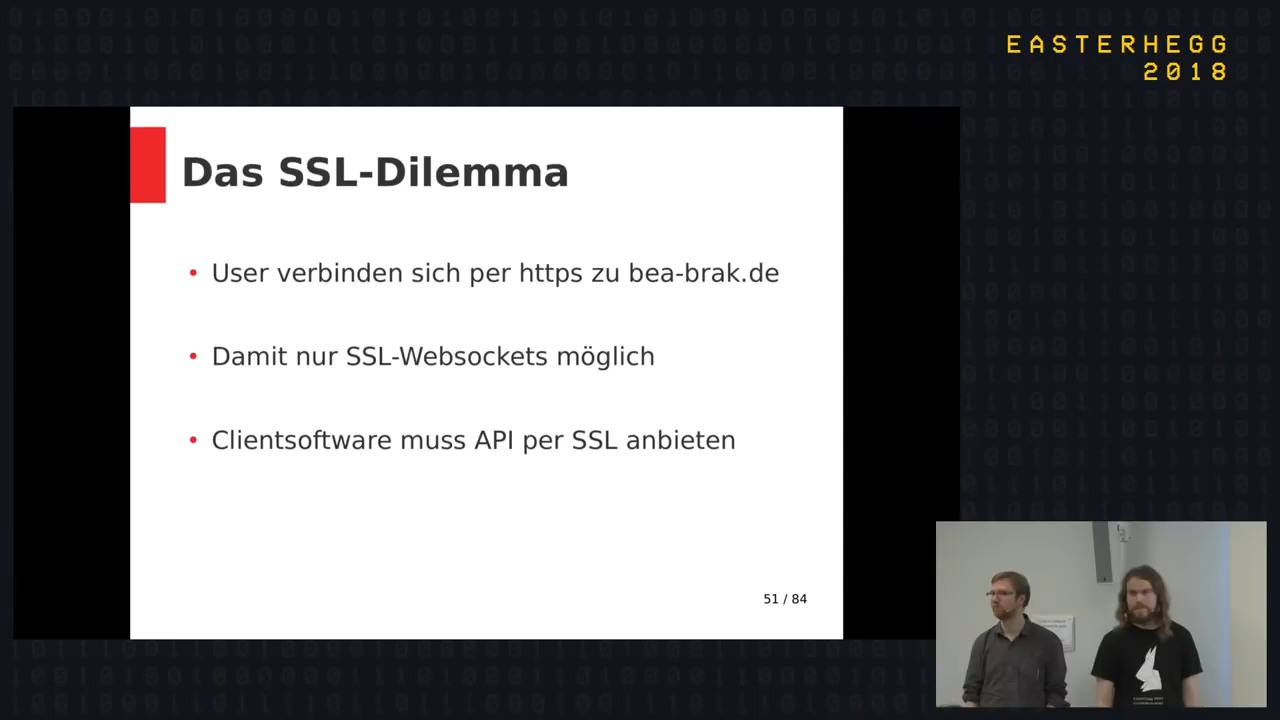 EASTERHEGG
2018
Das SSL-Dilemma
• User verbinden sich per https zu bea-brak.de
• Damit nur SSL-Websockets möglich
• Clientsoftware muss API per SSL anbieten
51 / 84